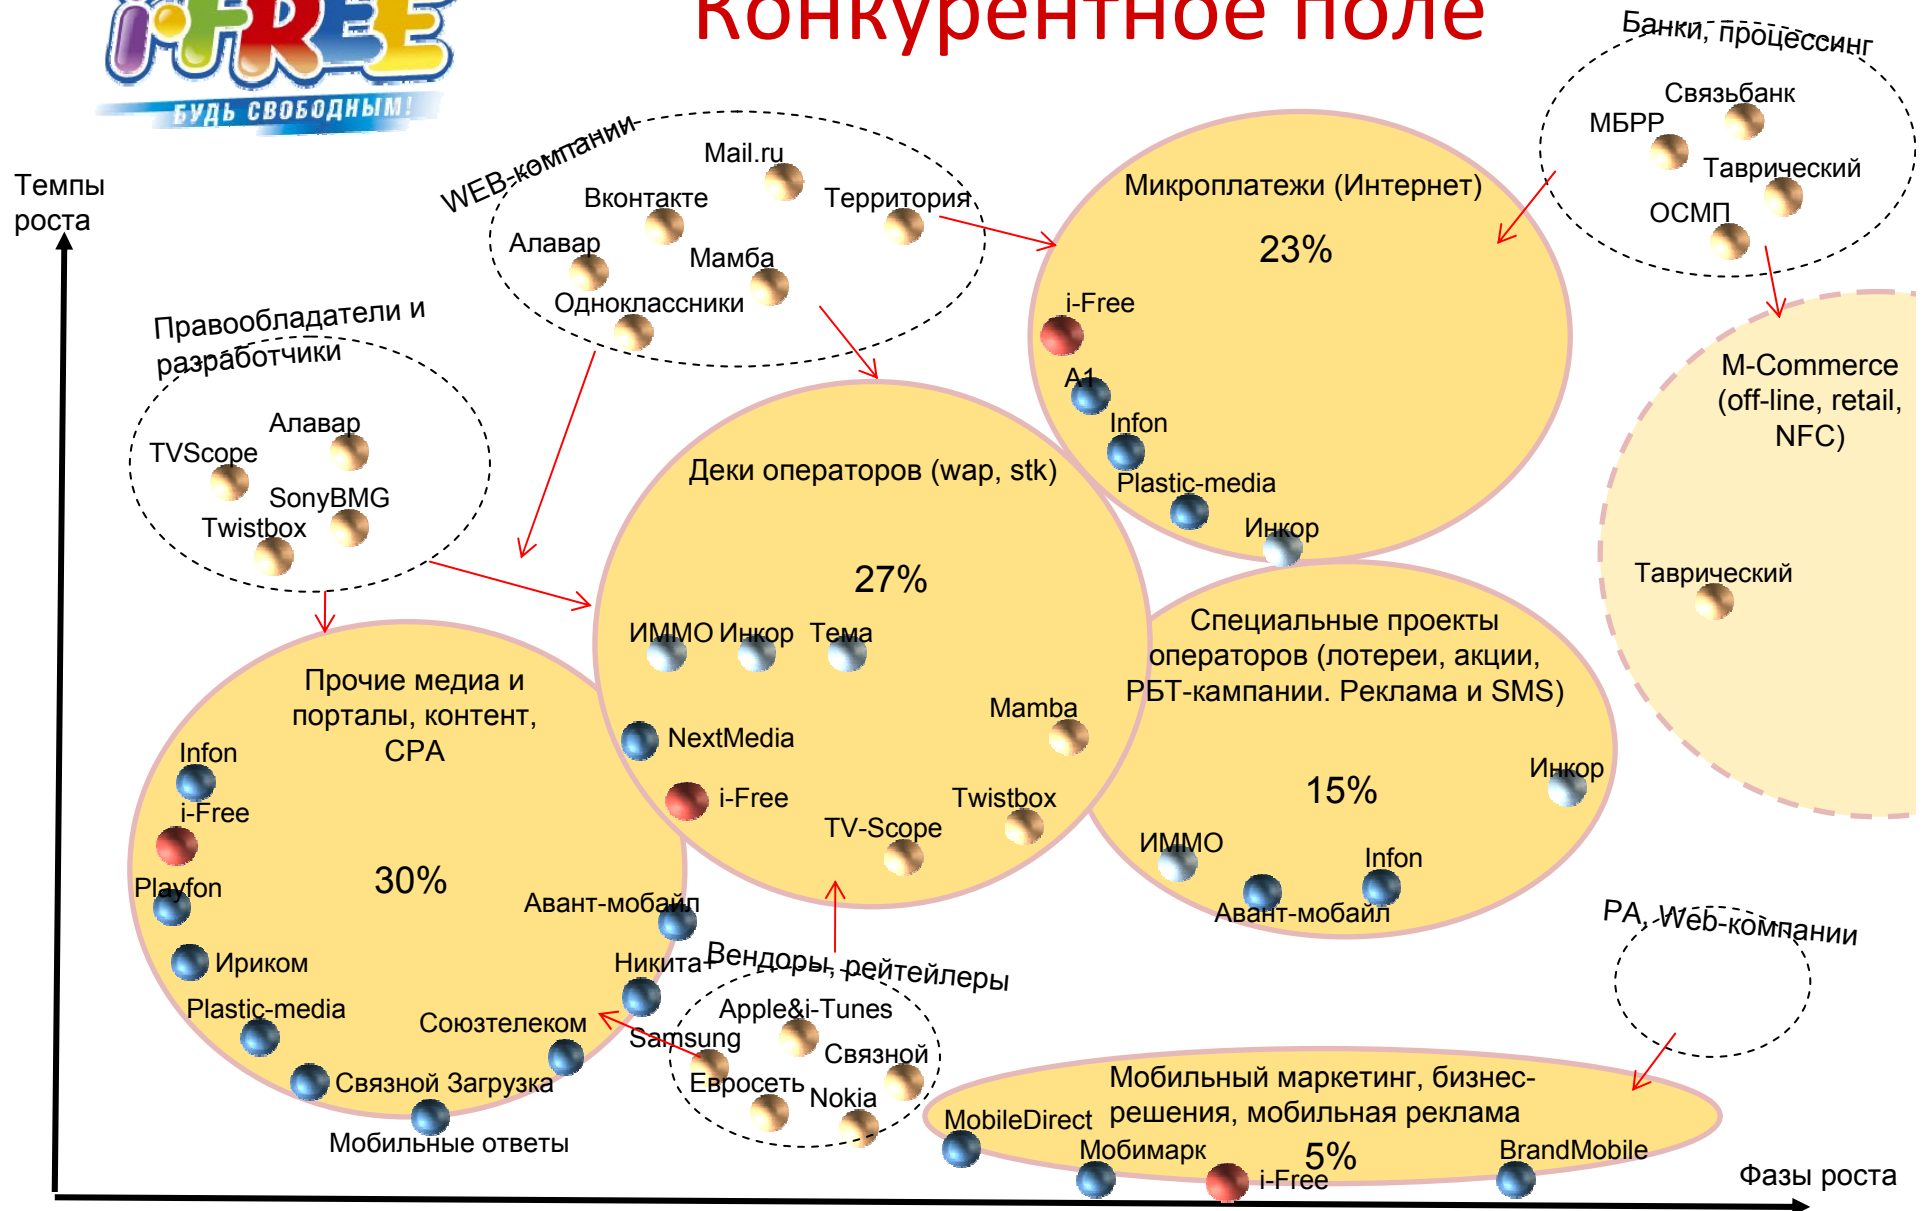 i-FREE
БУДЬ СВОБОДНЫМ!
Конкурентное поле
Темпы
роста
Банки, процессинг
Связьбанк
МБРР
Таврический
ОСМП
WEB-компании
Mail.ru
Вконтакте
Территория
Алавар
Мамба
Одноклассники
Микроплатежи (Интернет)
23%
i-Free
A1
Infon
Plastic-media
Инкор
M-Commerce
(off-line, retail,
NFC)
Таврический
Правообладатели и
разработчики
Алавар
TVScope
SonyBMG
Twistbox
Деки операторов (wap, stk)
27%
ИММО Инкор Тема
NextMedia
i-Free
Mamba
Twistbox
TV-Scope
Специальные проекты
операторов (лотереи, акции,
РБТ-кампании. Реклама и SMS)
15%
Инкор
ИММО
Infon
Авант-мобайл
Прочие медиа и
порталы, контент,
CPA
30%
Infon
i-Free
Playfon
Ириком
Plastic-media
Связной Загрузка
Мобильные ответы
Союзтелеком
Никита+
Авант-мобайл
Вендоры, рейтейлеры
Apple&i-Tunes
Samsung
Связной
Евросеть
Nokia
РА, Web-компании
Мобильный маркетинг, бизнес-
решения, мобильная реклама
5%
MobileDirect
Мобимарк
i-Free
BrandMobile
Фазы роста